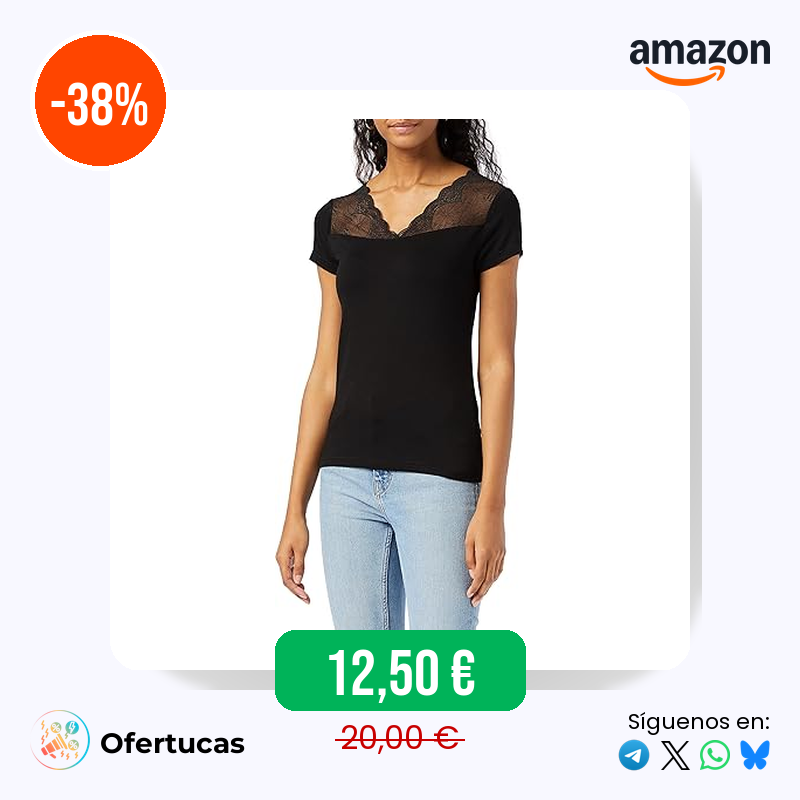 -38%
amazon
12,50 €
20,00 €
Ofertucas
Síguenos en: